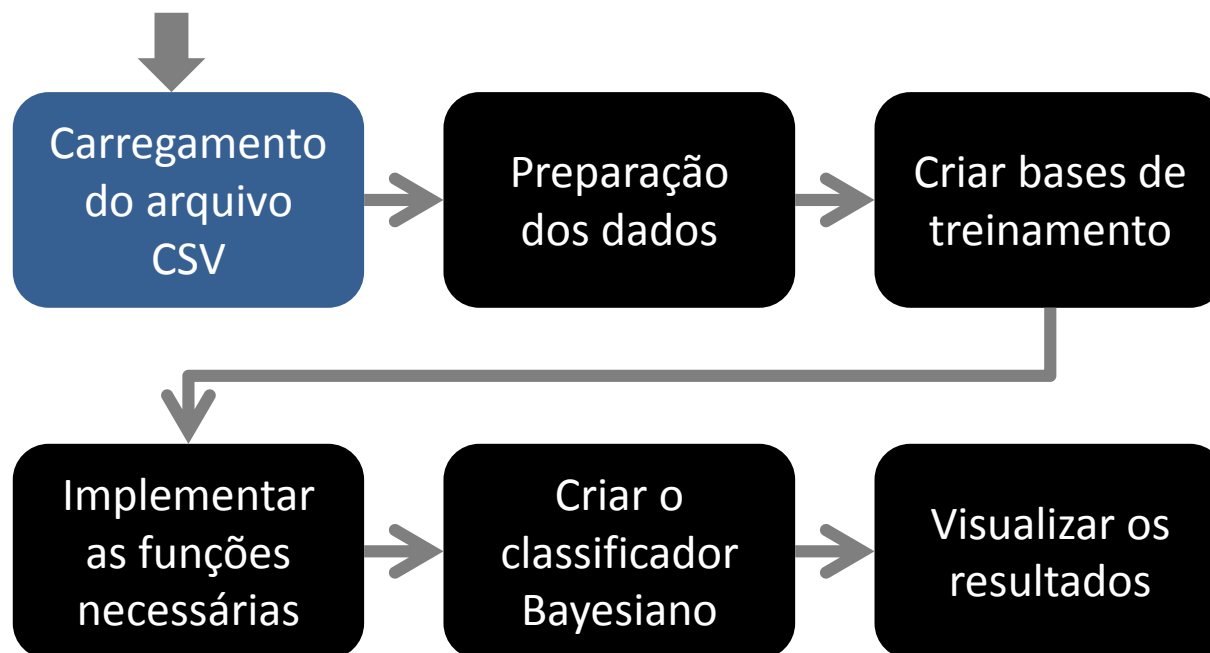 Carregamento
do arquivo
CSV
Preparação
dos dados
Criar bases de
treinamento
Implementar
as funções
necessárias
Criar o
classificador
Bayesiano
Visualizar os
resultados